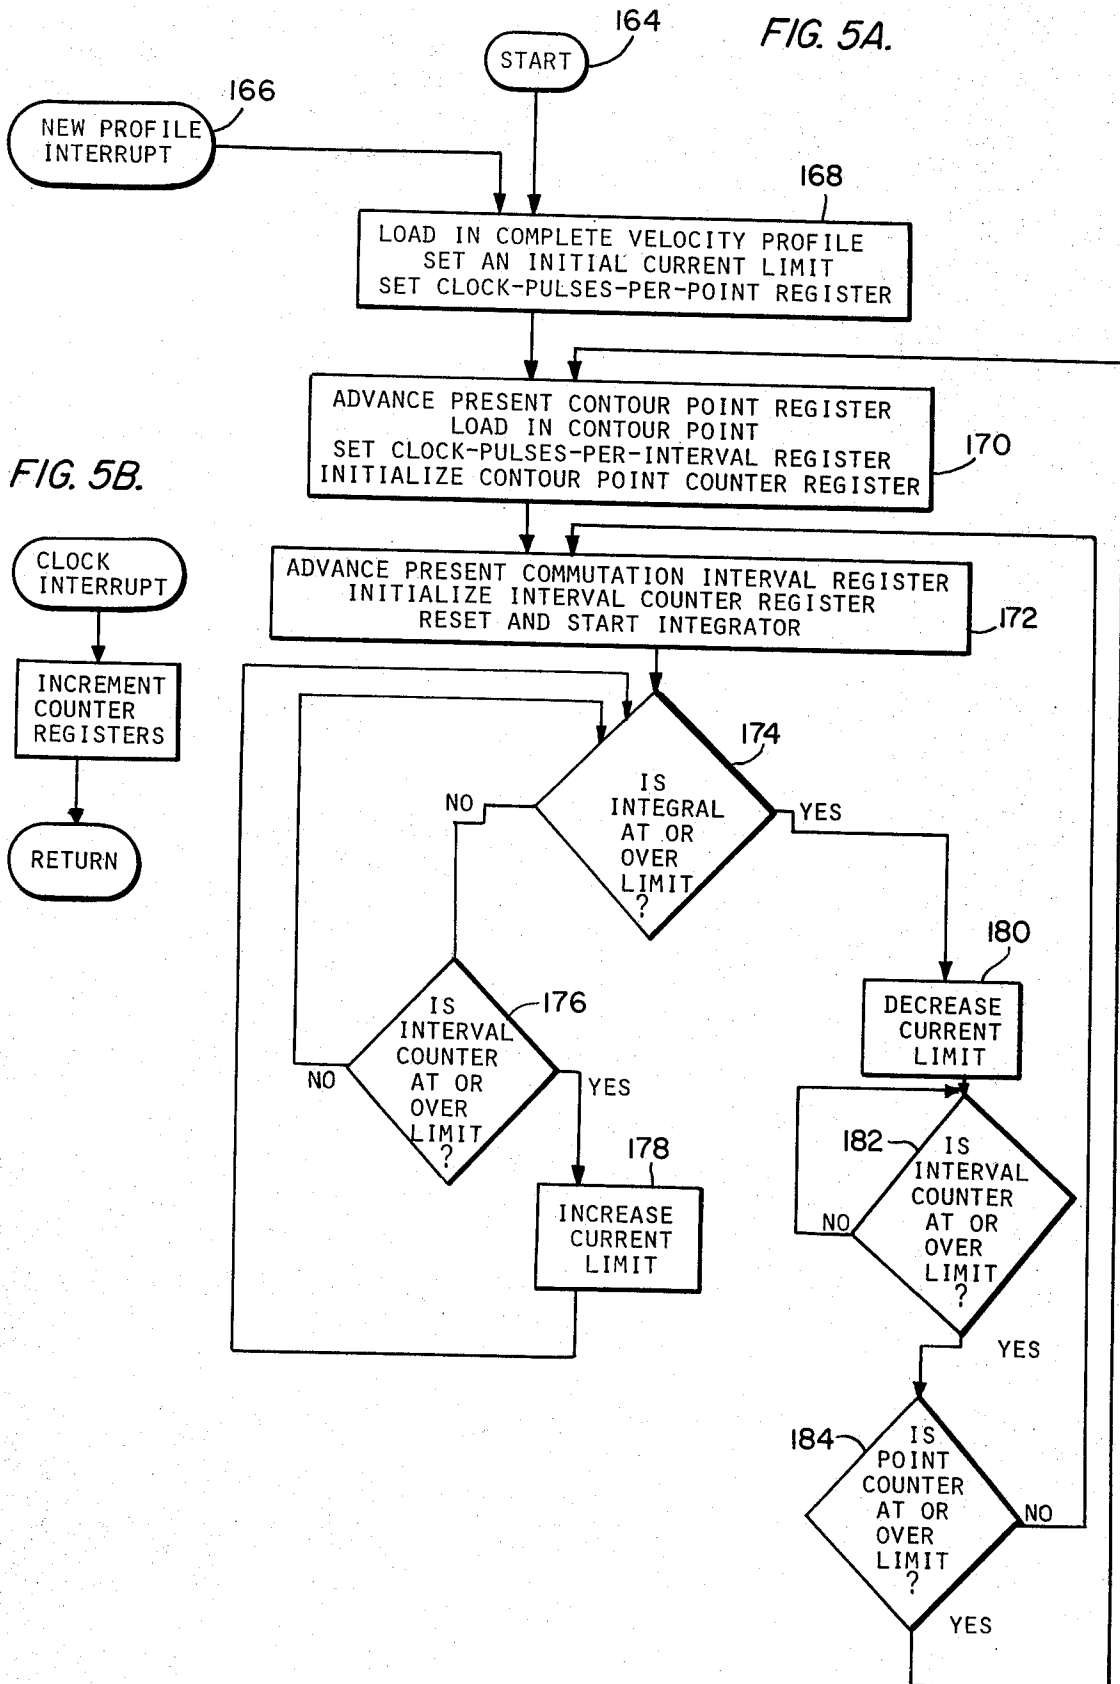 FIG. 5A.
164
START
166
NEW PROFILE
INTERRUPT
168
LOAD IN COMPLETE VELOCITY PROFILE
SET AN INITIAL CURRENT LIMIT
SET CLOCK-PULSES-PER-POINT REGISTER
ADVANCE PRESENT CONTOUR POINT REGISTER
LOAD IN CONTOUR POINT
SET CLOCK-PULSES-PER-INTERVAL REGISTER
INITIALIZE CONTOUR POINT COUNTER REGISTER
170
FIG. 5B.
CLOCK
INTERRUPT
INCREMENT
COUNTER
REGISTERS
RETURN
ADVANCE PRESENT COMMUTATION INTERVAL REGISTER
INITIALIZE INTERVAL COUNTER REGISTER
RESET AND START INTEGRATOR
172
174
IS
INTEGRAL
AT OR
OVER
LIMIT
?
NO
YES
176
IS
INTERVAL
COUNTER
AT OR
OVER
LIMIT
?
NO
YES
178
INCREASE
CURRENT
LIMIT
180
DECREASE
CURRENT
LIMIT
182
IS
INTERVAL
COUNTER
AT OR
OVER
LIMIT
?
NO
YES
184
IS
POINT
COUNTER
AT OR
OVER
LIMIT
?
NO
YES